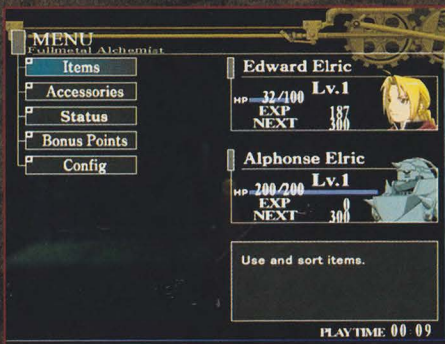 MENU
Fullmetal Alchemist
Items
Accessories
Status
Bonus Points
Config
Edward Elric
Lv.1
HP 32/100
EXP 187
NEXT 300
Alphonse Elric
Lv.1
HP 200/200
EXP 0
NEXT 300
Use and sort items.
PLAYTIME 00:09